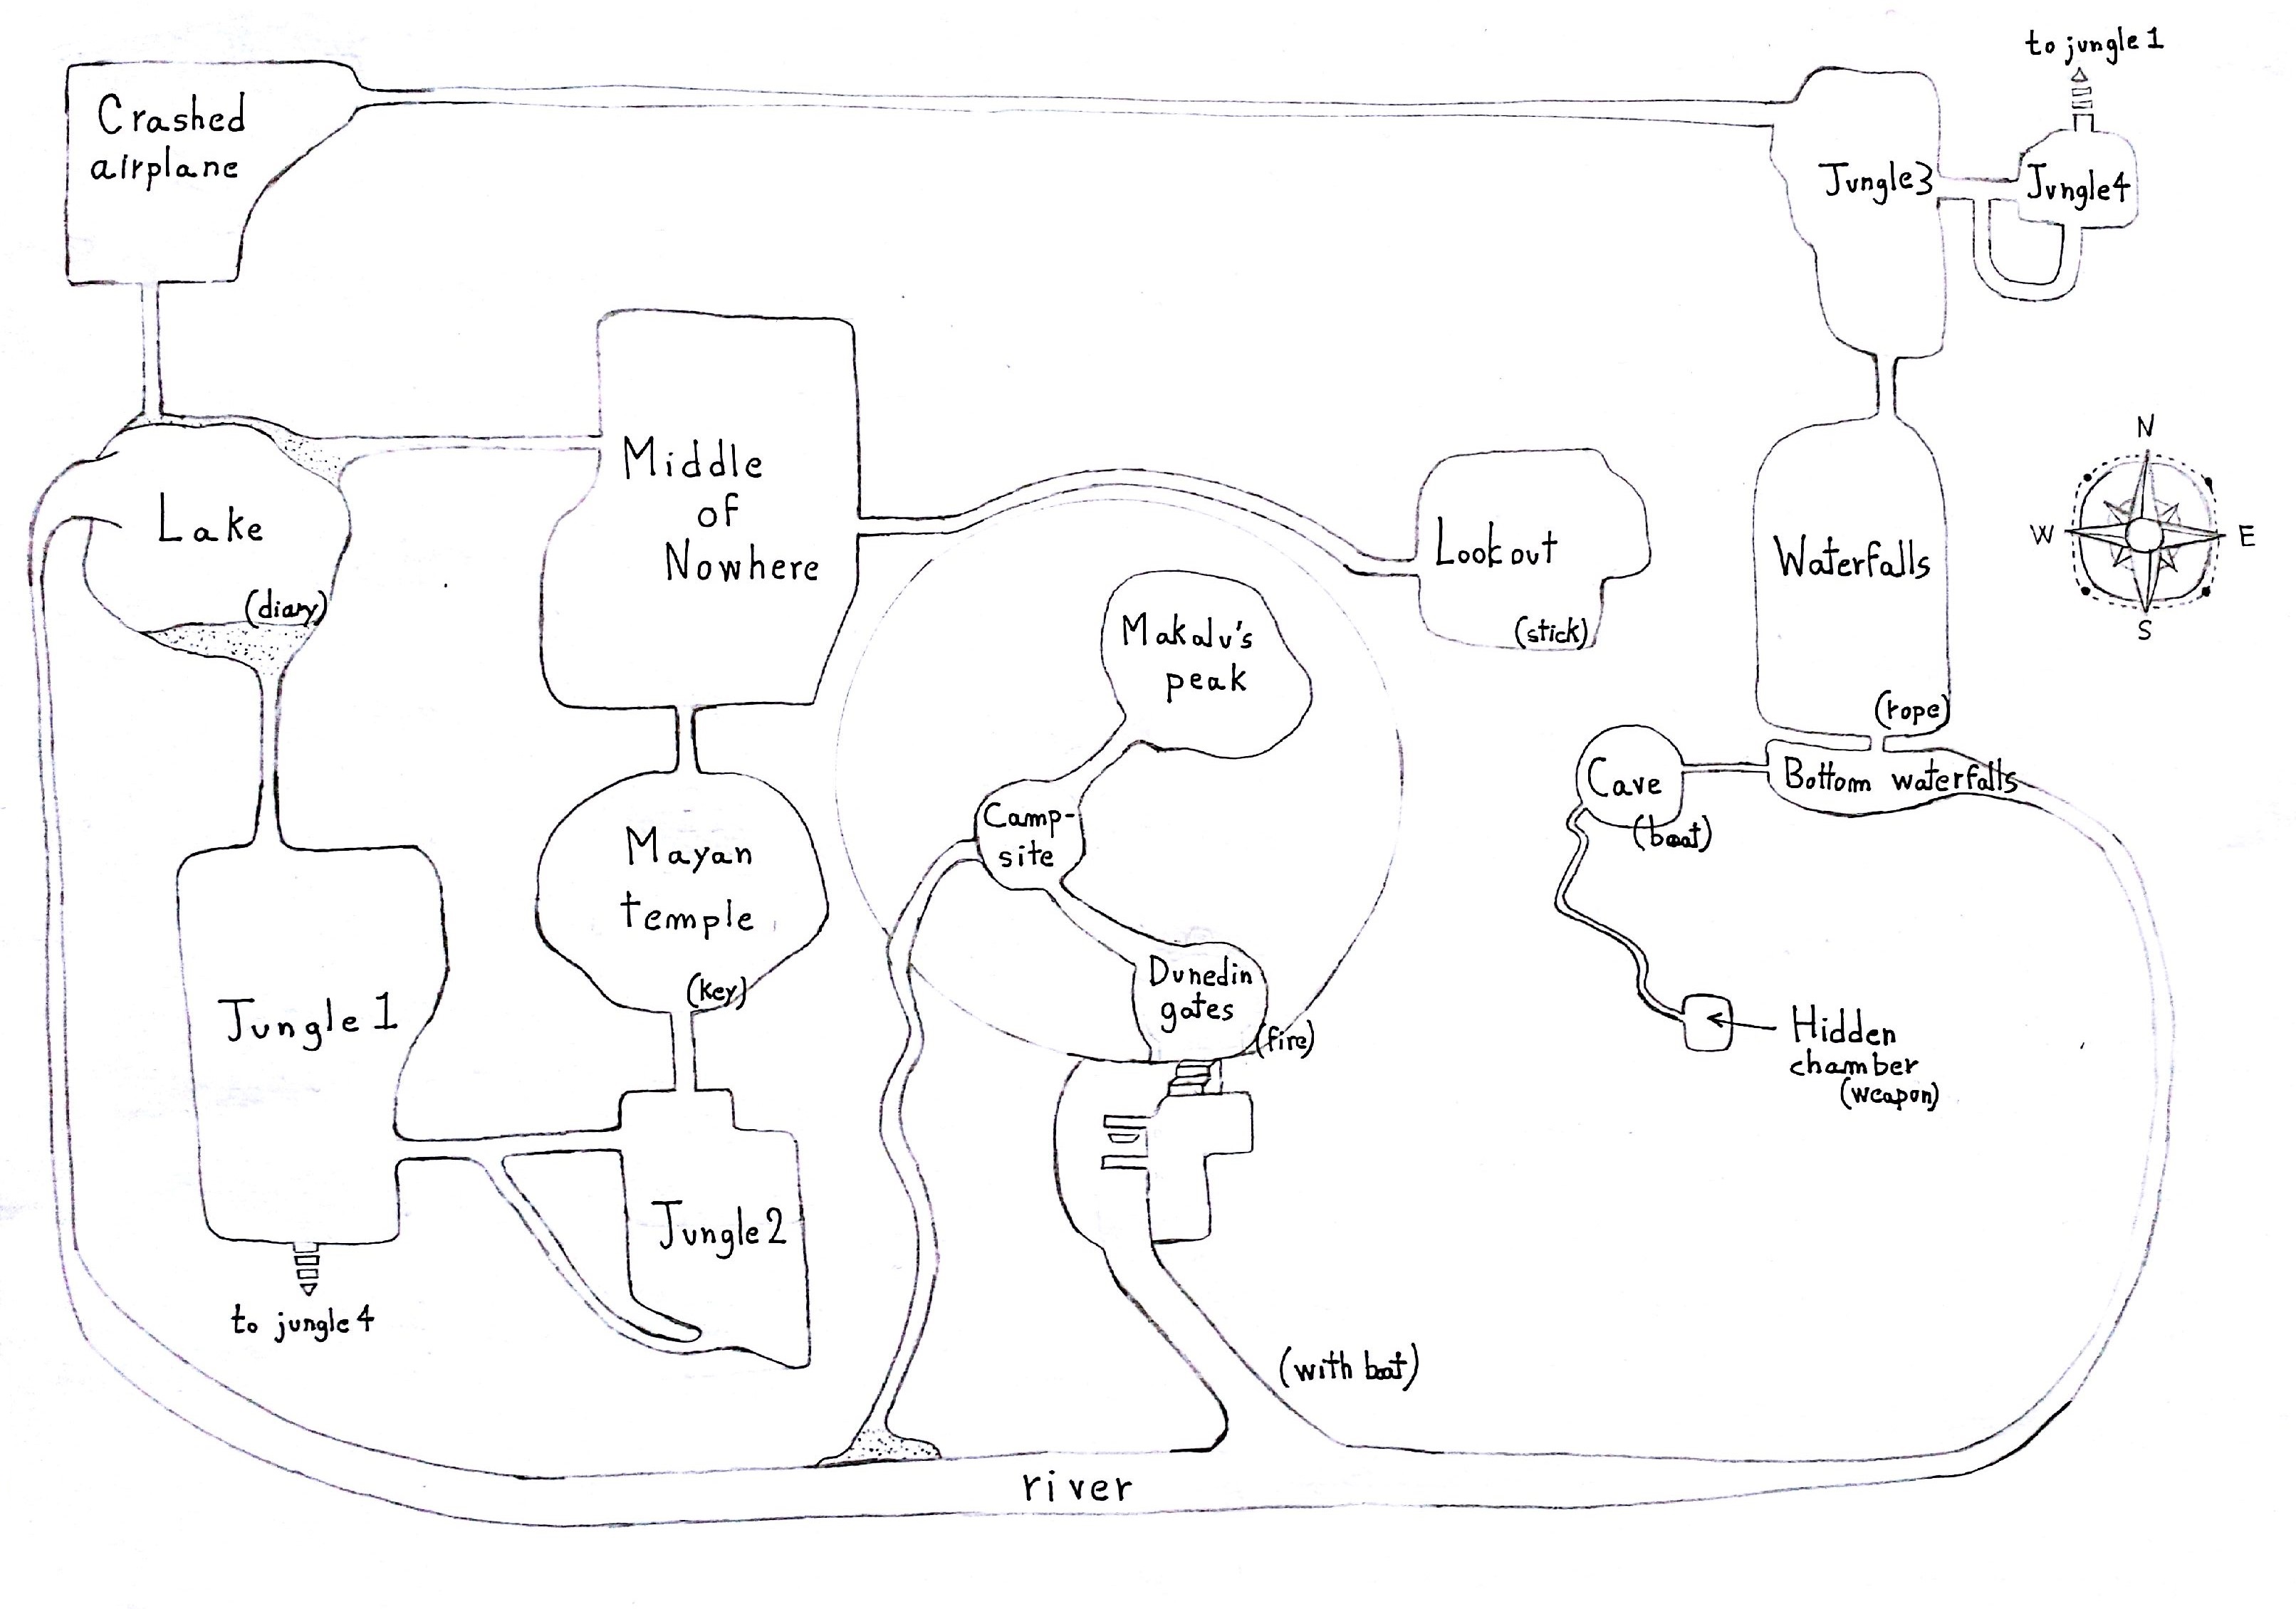 to jungle 1
Crashed
airplane
Jungle3
Jungle4
Middle
of
Nowhere
Lake
(diary)
Lookout
(stick)
Waterfalls
(rope)
N
W
E
S
Makalu's
peak
Cave
(boat)
Bottom waterfalls
Camp-
site
Mayan
temple
(key)
Dunedin
gates
(fire)
Jungle 1
Hidden
chamber
(weapon)
Jungle2
to jungle 4
(with boat)
river